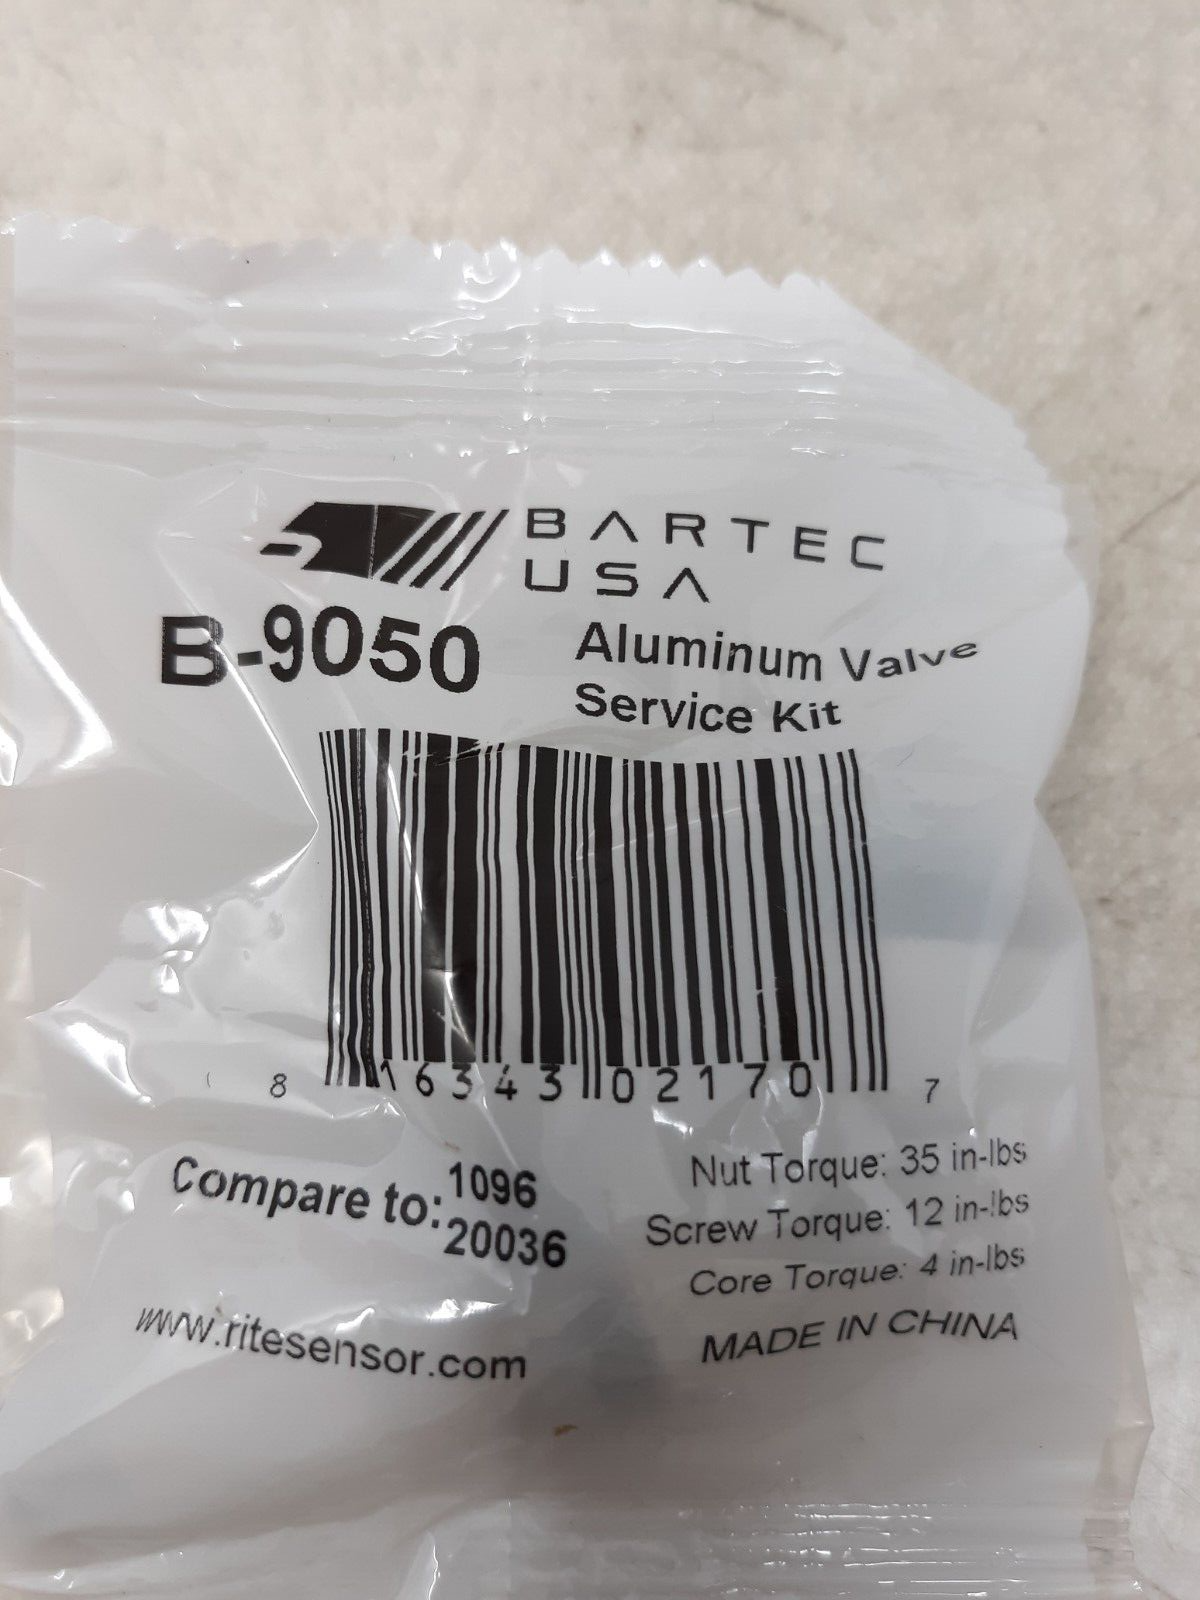 BARTEC
USA
B-9050
Aluminum Valve
Service Kit
8 16343 02170 7
Compare to: 1096
20036
Nut Torque: 35 in-lbs
Screw Torque: 12 in-lbs
Core Torque: 4 in-lbs
www.ritesensor.com
MADE IN CHINA